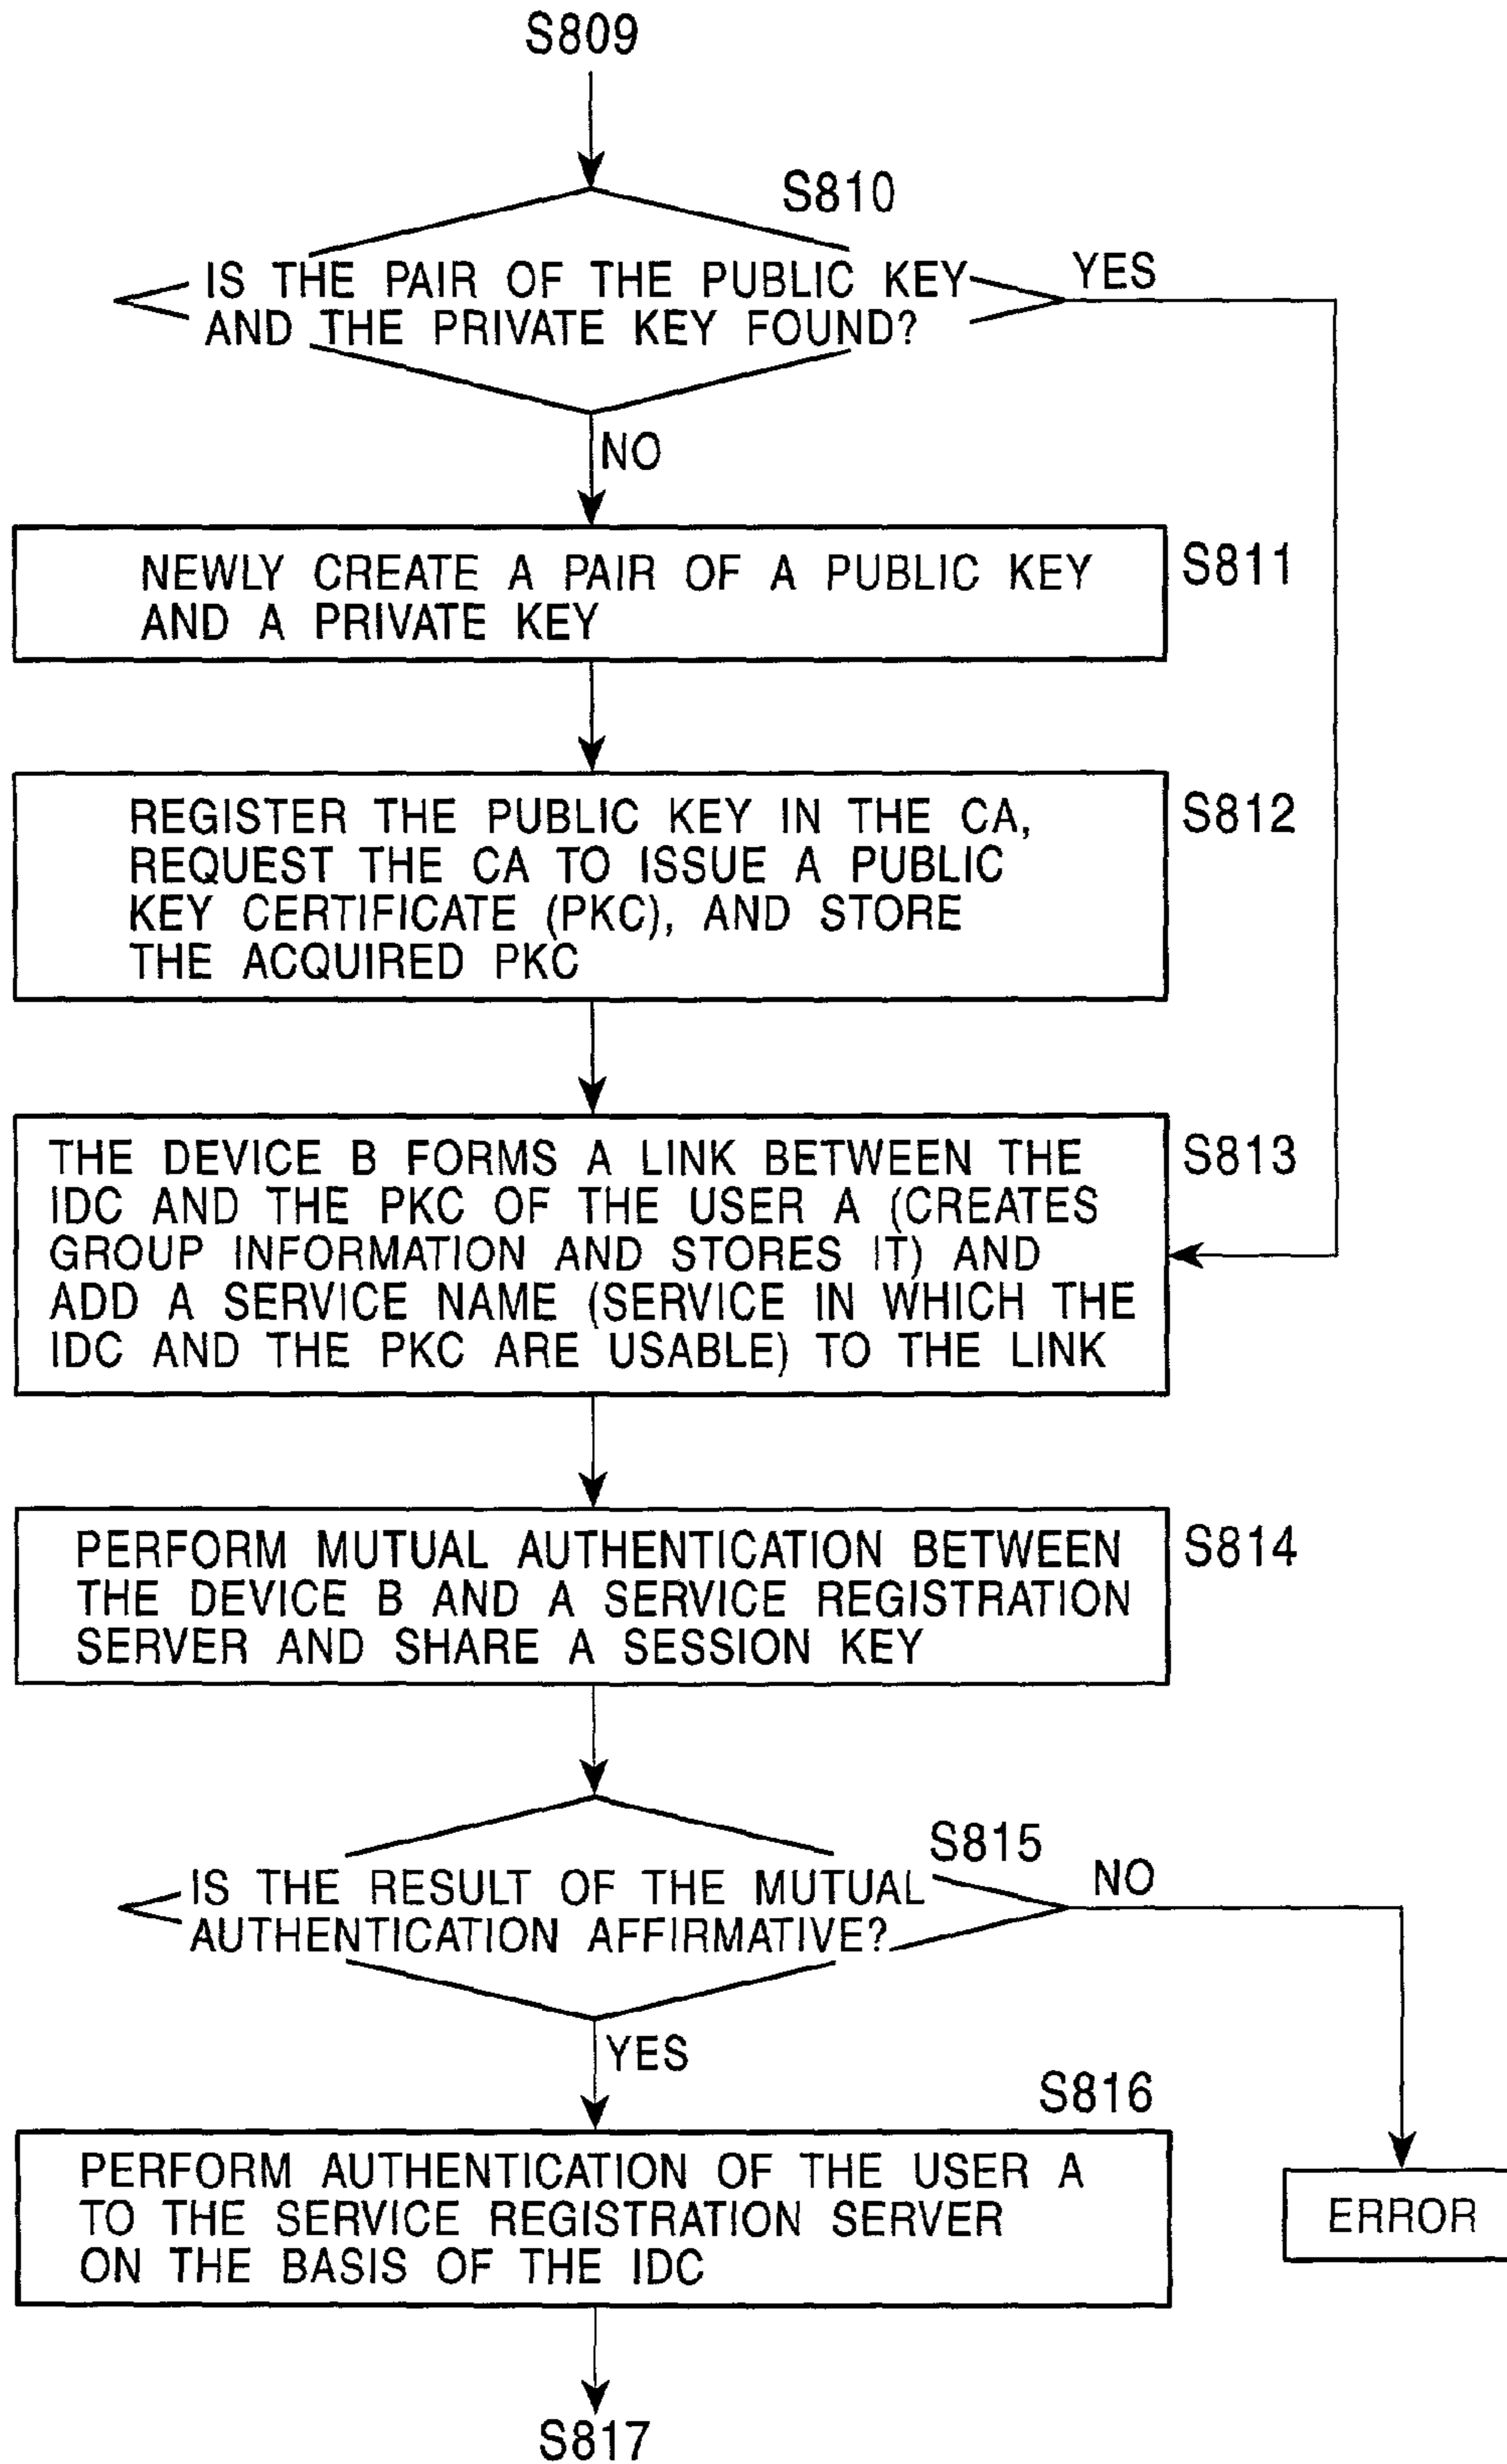 S809
S810
IS THE PAIR OF THE PUBLIC KEY
AND THE PRIVATE KEY FOUND?
YES
NO
NEWLY CREATE A PAIR OF A PUBLIC KEY
AND A PRIVATE KEY
S811
REGISTER THE PUBLIC KEY IN THE CA,
REQUEST THE CA TO ISSUE A PUBLIC
KEY CERTIFICATE (PKC), AND STORE
THE ACQUIRED PKC
S812
THE DEVICE B FORMS A LINK BETWEEN THE
IDC AND THE PKC OF THE USER A (CREATES
GROUP INFORMATION AND STORES IT) AND
ADD A SERVICE NAME (SERVICE IN WHICH THE
IDC AND THE PKC ARE USABLE) TO THE LINK
S813
PERFORM MUTUAL AUTHENTICATION BETWEEN
THE DEVICE B AND A SERVICE REGISTRATION
SERVER AND SHARE A SESSION KEY
S814
S815
IS THE RESULT OF THE MUTUAL
AUTHENTICATION AFFIRMATIVE?
NO
YES
S816
PERFORM AUTHENTICATION OF THE USER A
TO THE SERVICE REGISTRATION SERVER
ON THE BASIS OF THE IDC
ERROR
S817